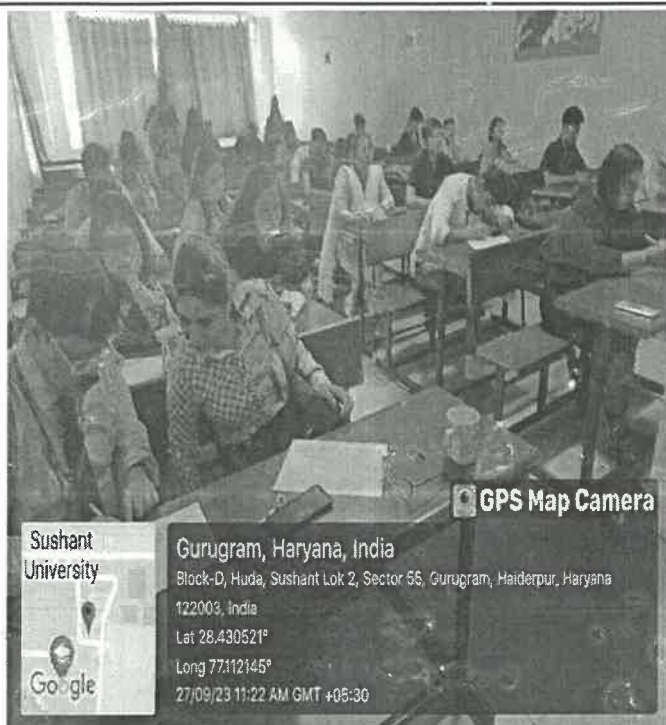 GPS Map Camera
Sushant
University
Google
Gurugram, Haryana, India
Block-D, Huda, Sushant Lok 2, Sector 56, Gurugram, Haiderpur, Haryana
122003, India
Lat 28.430521°
Long 77.112145°
27/09/23 11:22 AM GMT +05:30